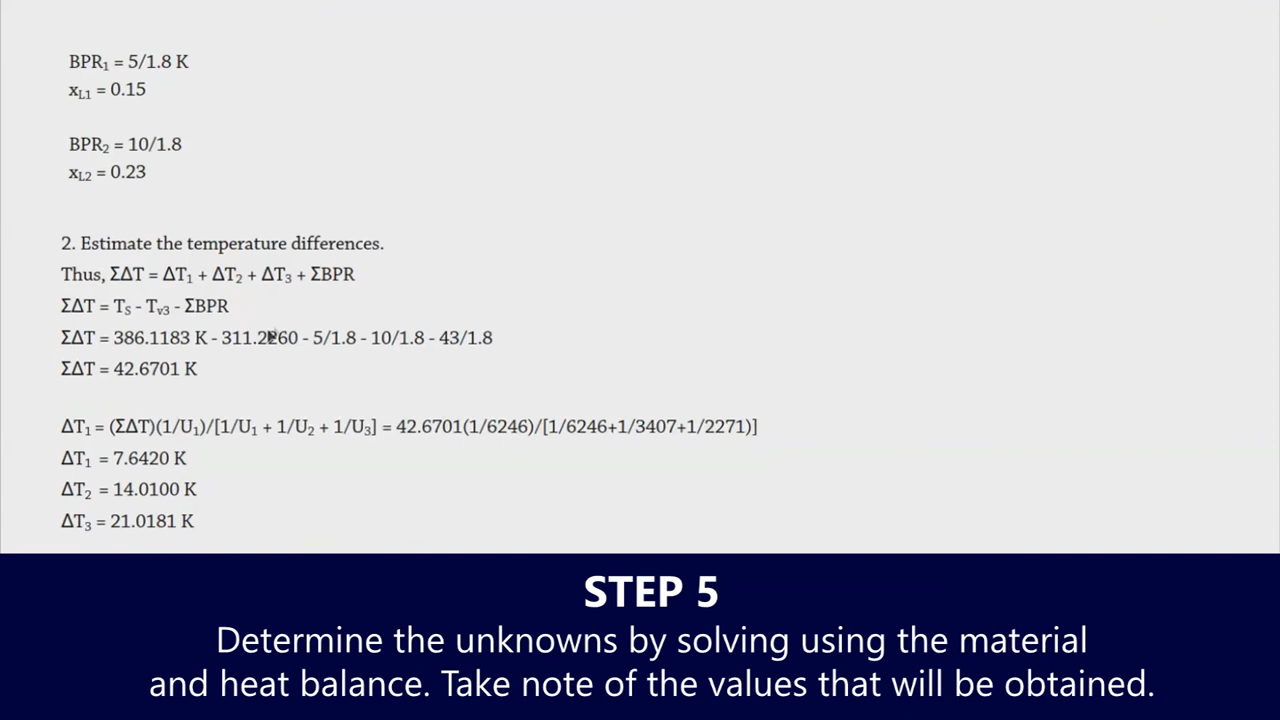 BPR₁ = 5/1.8 K
x_L1 = 0.15
BPR₂ = 10/1.8
x_L2 = 0.23
2. Estimate the temperature differences.
Thus, ΣΔT = ΔT₁ + ΔT₂ + ΔT₃ + ΣBPR
ΣΔT = T_S - T_v3 - ΣBPR
ΣΔT = 386.1183 K - 311.2260 - 5/1.8 - 10/1.8 - 43/1.8
ΣΔT = 42.6701 K
ΔT₁ = (ΣΔT)(1/U₁)/[1/U₁ + 1/U₂ + 1/U₃] = 42.6701(1/6246)/[1/6246+1/3407+1/2271)]
ΔT₁ = 7.6420 K
ΔT₂ = 14.0100 K
ΔT₃ = 21.0181 K
STEP 5
Determine the unknowns by solving using the material
and heat balance. Take note of the values that will be obtained.